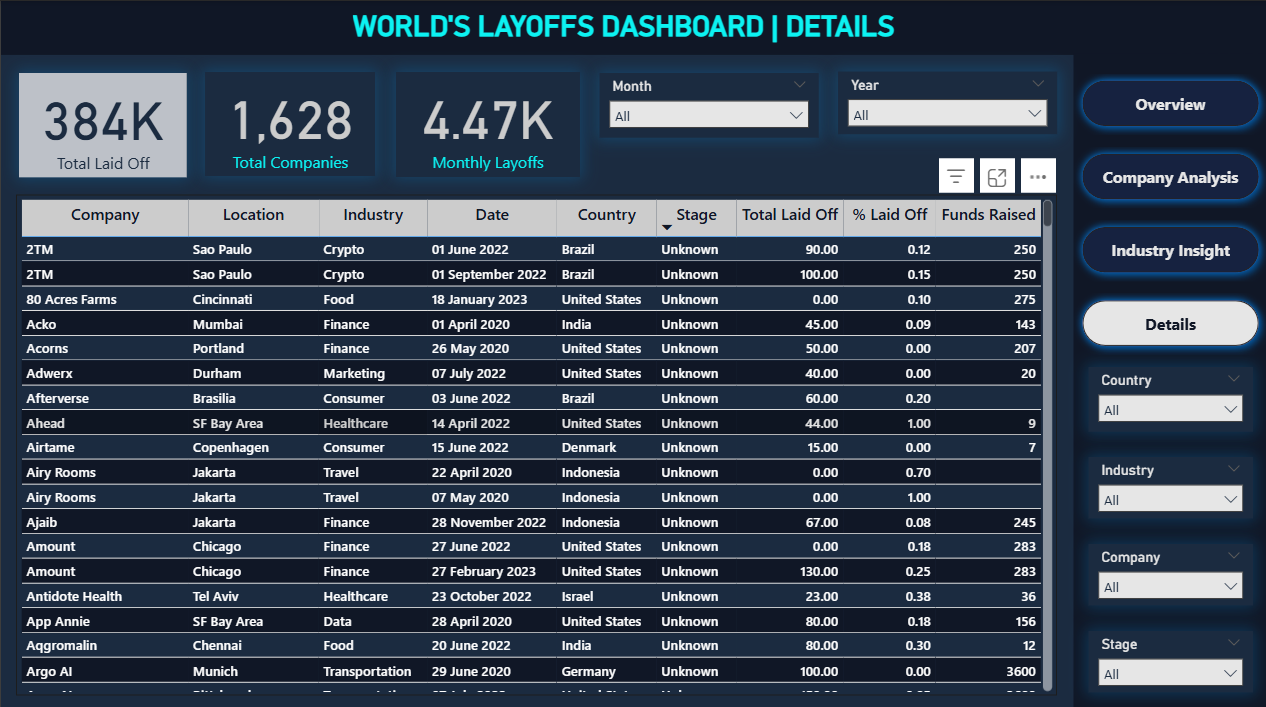 WORLD'S LAYOFFS DASHBOARD | DETAILS
384K
Total Laid Off
1,628
Total Companies
4.47K
Monthly Layoffs
Month
All
Year
All
Overview
Company Analysis
Industry Insight
Details
Country
All
Industry
All
Company
All
Stage
All
Company Location Industry Date Country Stage Total Laid Off % Laid Off Funds Raised
2TM Sao Paulo Crypto 01 June 2022 Brazil Unknown 90.00 0.12 250
2TM Sao Paulo Crypto 01 September 2022 Brazil Unknown 100.00 0.15 250
80 Acres Farms Cincinnati Food 18 January 2023 United States Unknown 0.00 0.10 275
Acko Mumbai Finance 01 April 2020 India Unknown 45.00 0.09 143
Acorns Portland Finance 26 May 2020 United States Unknown 50.00 0.00 207
Adwerx Durham Marketing 07 July 2022 United States Unknown 40.00 0.00 20
Afterverse Brasilia Consumer 03 June 2022 Brazil Unknown 60.00 0.20
Ahead SF Bay Area Healthcare 14 April 2022 United States Unknown 44.00 1.00 9
Airtame Copenhagen Consumer 15 June 2022 Denmark Unknown 15.00 0.00 7
Airy Rooms Jakarta Travel 22 April 2020 Indonesia Unknown 0.00 0.70
Airy Rooms Jakarta Travel 07 May 2020 Indonesia Unknown 0.00 1.00
Ajaib Jakarta Finance 28 November 2022 Indonesia Unknown 67.00 0.08 245
Amount Chicago Finance 27 June 2022 United States Unknown 0.00 0.18 283
Amount Chicago Finance 27 February 2023 United States Unknown 130.00 0.25 283
Antidote Health Tel Aviv Healthcare 23 October 2022 Israel Unknown 23.00 0.38 36
App Annie SF Bay Area Data 28 April 2020 United States Unknown 80.00 0.18 156
Aqgromalin Chennai Food 20 June 2022 India Unknown 80.00 0.30 12
Argo AI Munich Transportation 29 June 2020 Germany Unknown 100.00 0.00 3600